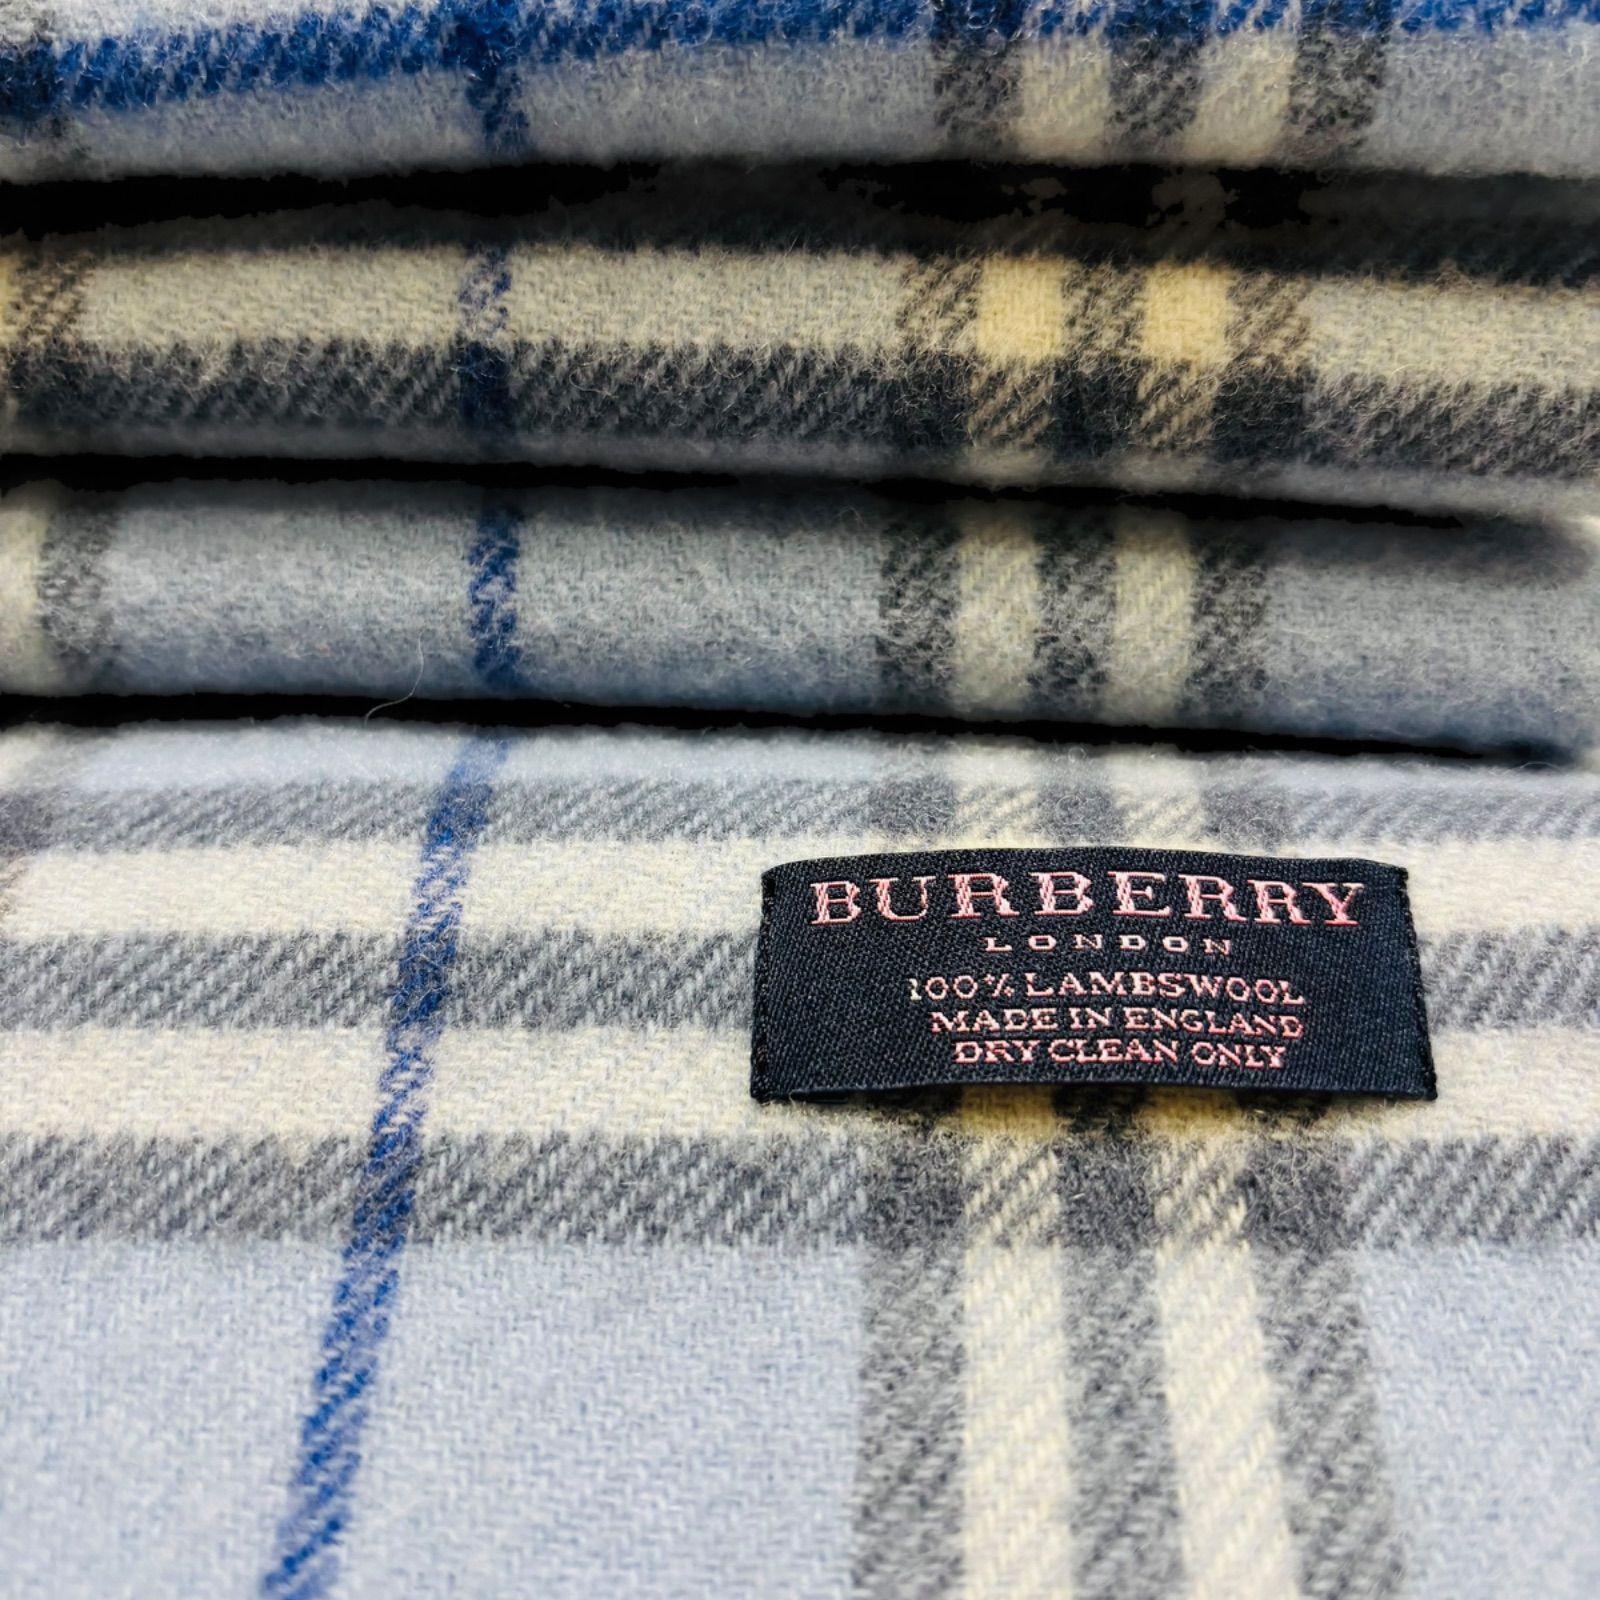 BURBERRY
LONDON
100% LAMBSWOOL
MADE IN ENGLAND
DRY CLEAN ONLY